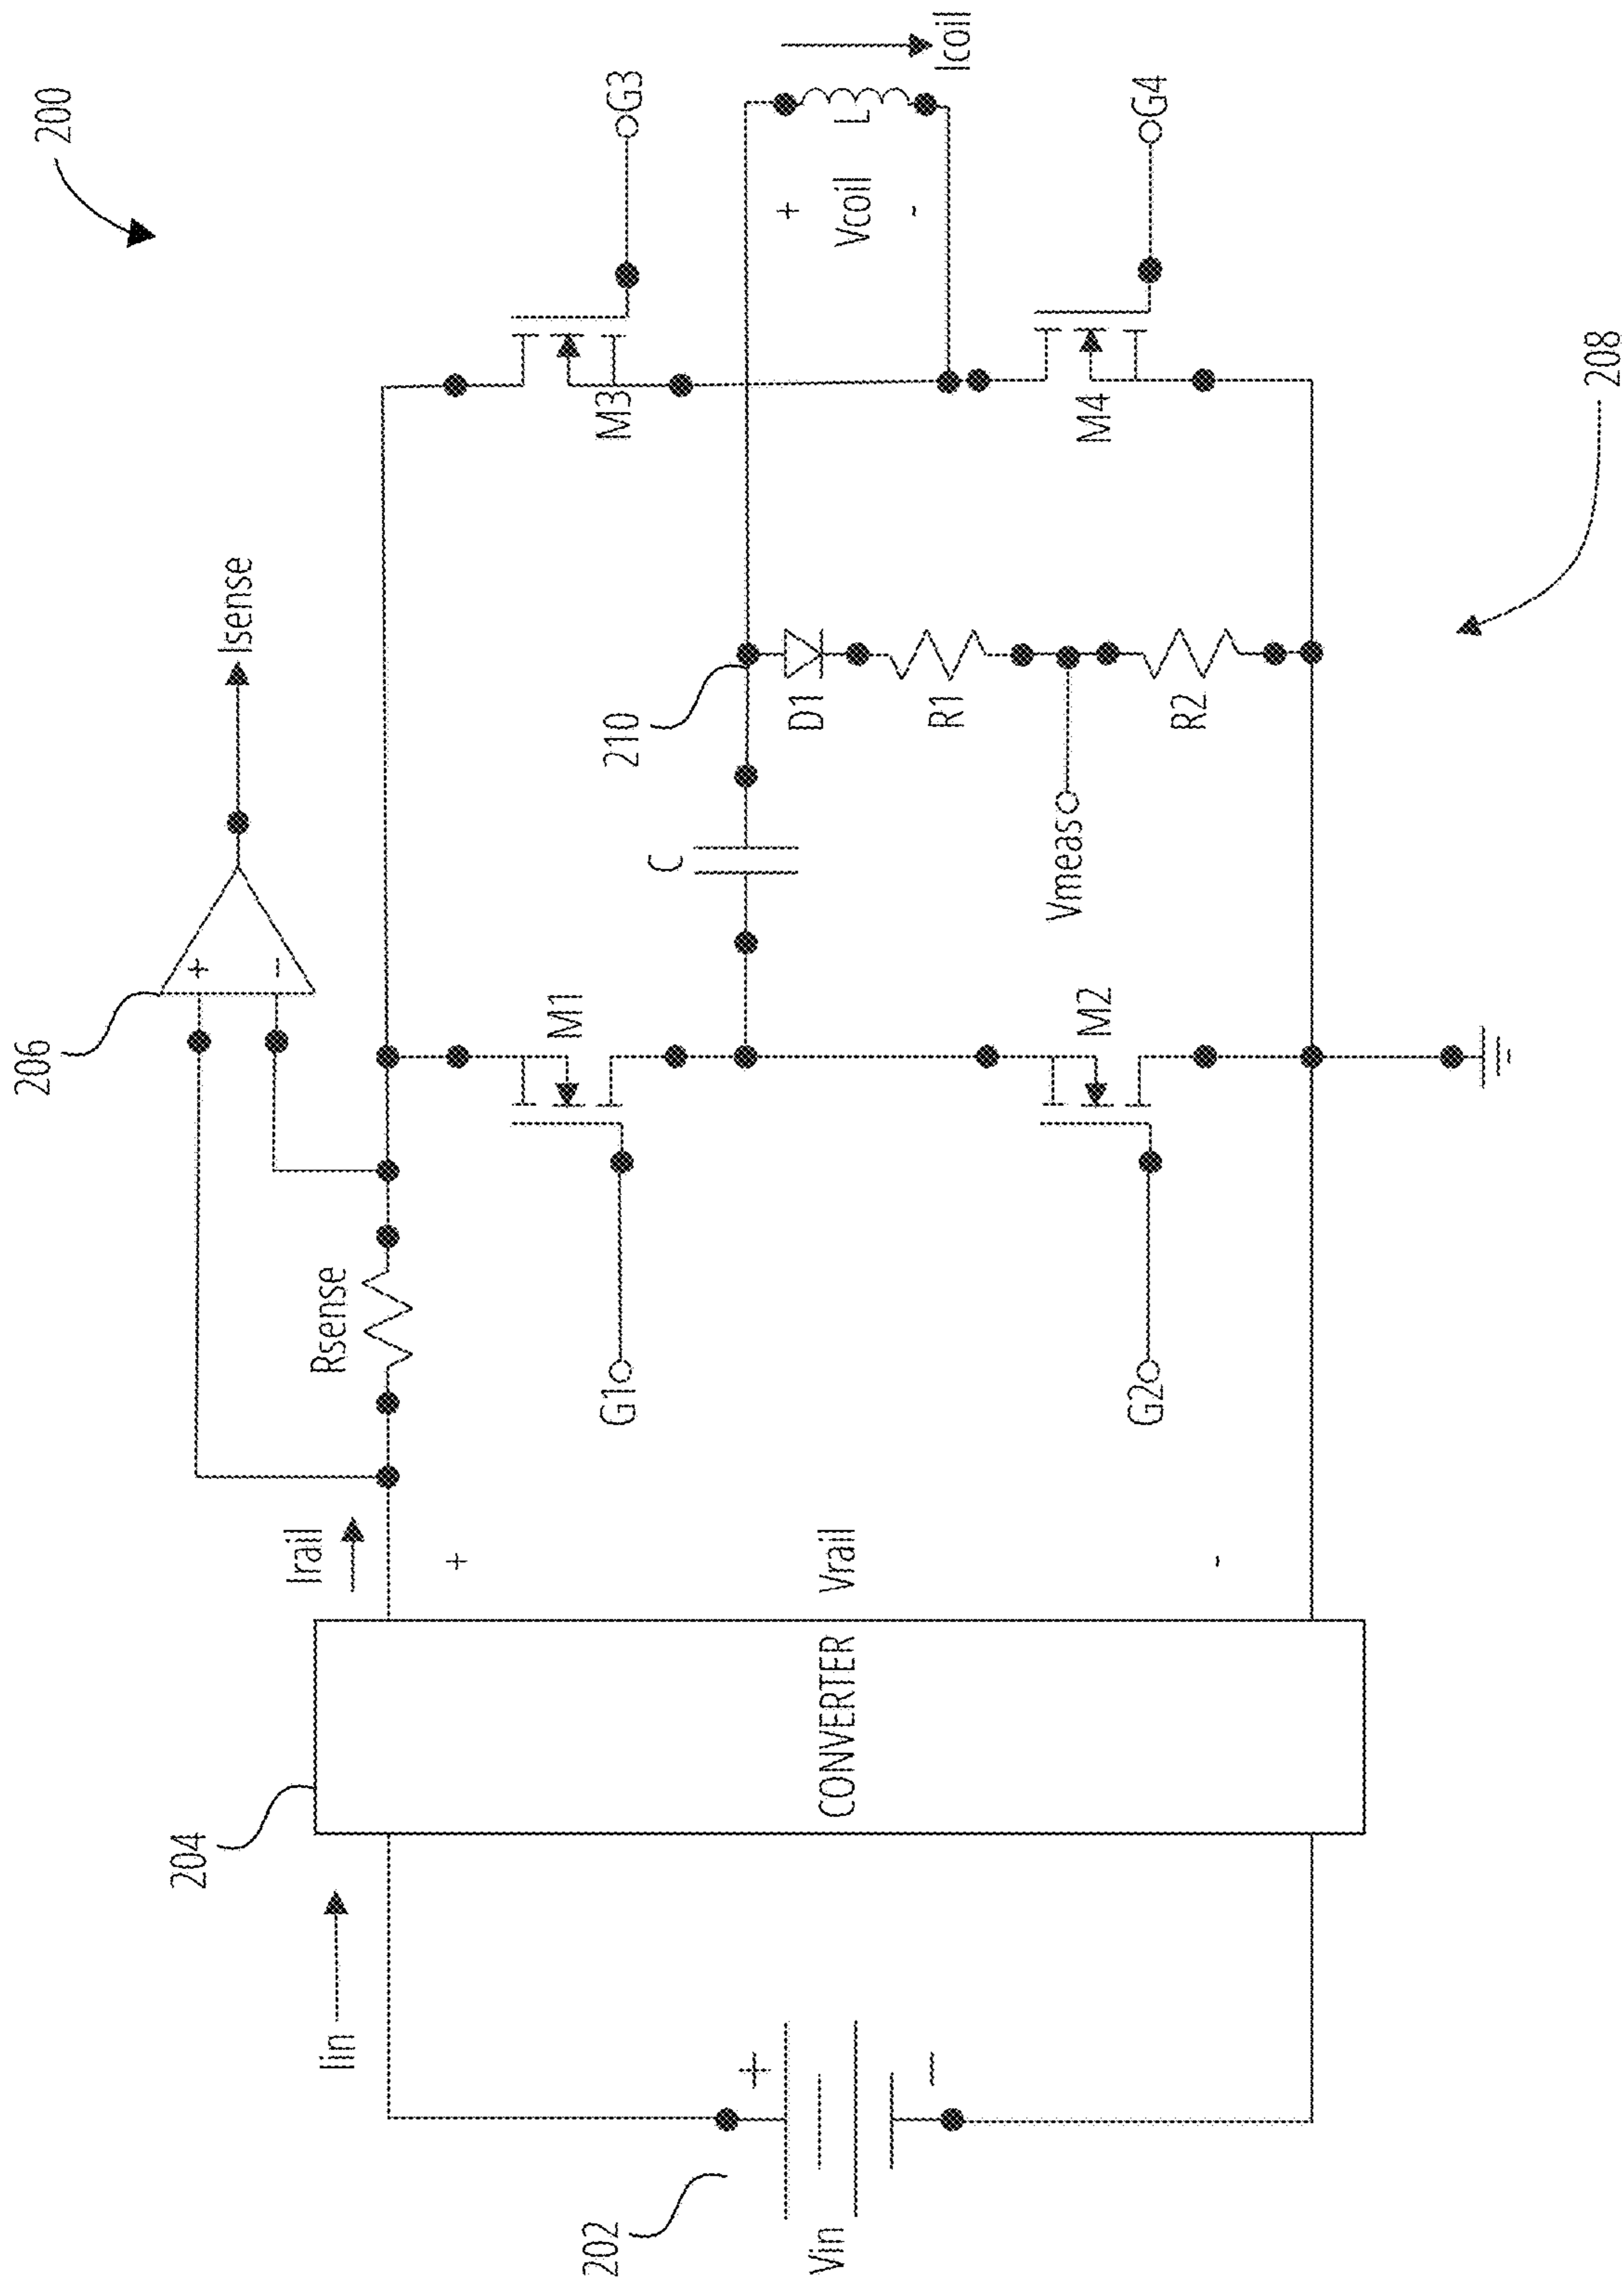 200
206
Isense
Iin
204
Irail
Rsense
+
-
G3
M3
M1
G1
210
C
202
Vin
+
-
CONVERTER
+
Vrail
-
D1
R1
Vmeas
R2
+
Vcoil
-
L
Icoil
M2
G2
M4
G4
208